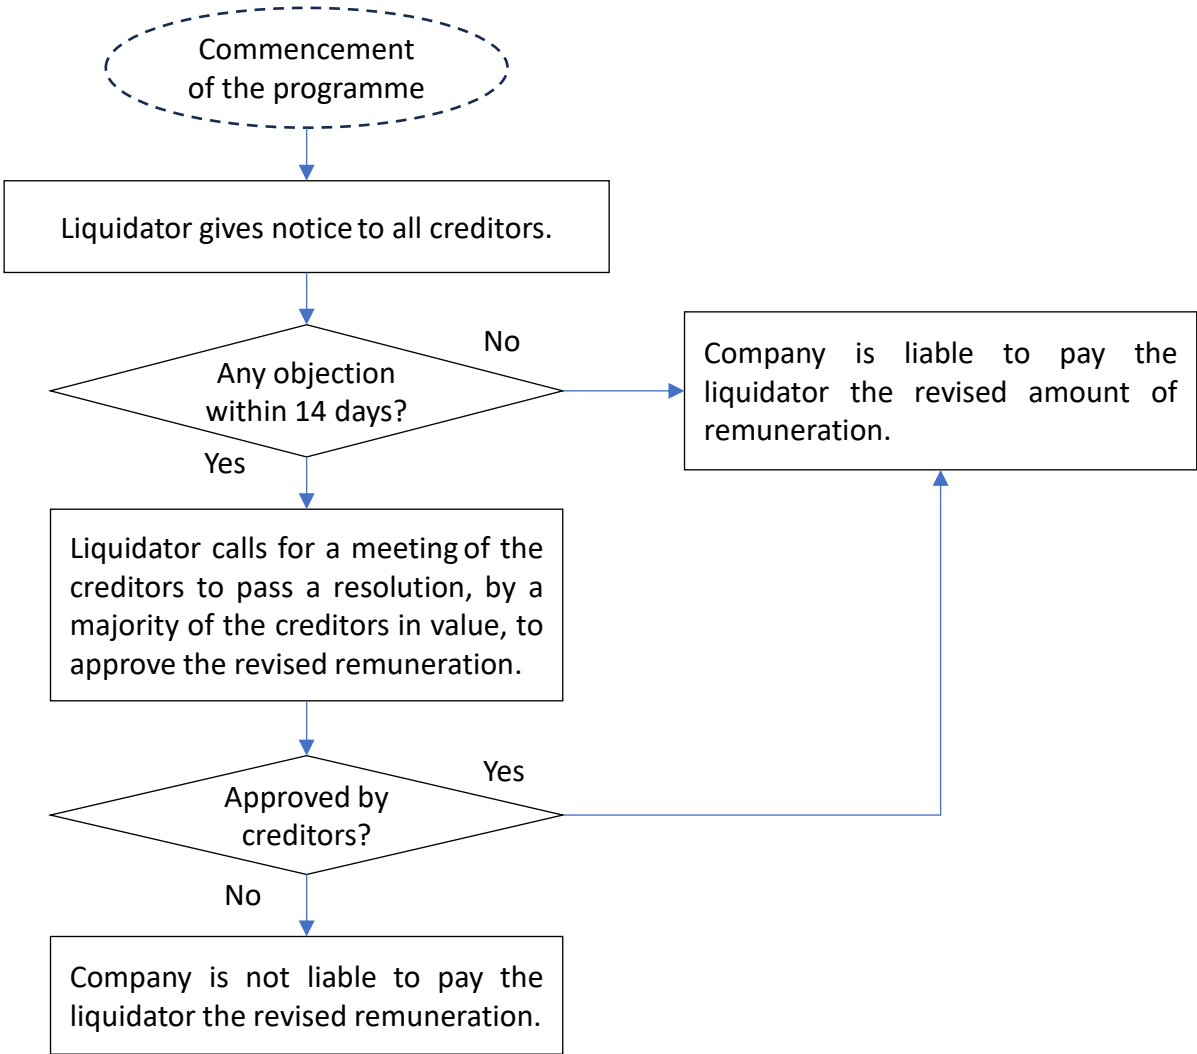 Commencement
of the programme
Liquidator gives notice to all creditors.
Any objection
within 14 days?
No
Company is liable to pay the
liquidator the revised amount of
remuneration.
Yes
Liquidator calls for a meeting of the
creditors to pass a resolution, by a
majority of the creditors in value, to
approve the revised remuneration.
Approved by
creditors?
Yes
No
Company is not liable to pay the
liquidator the revised remuneration.